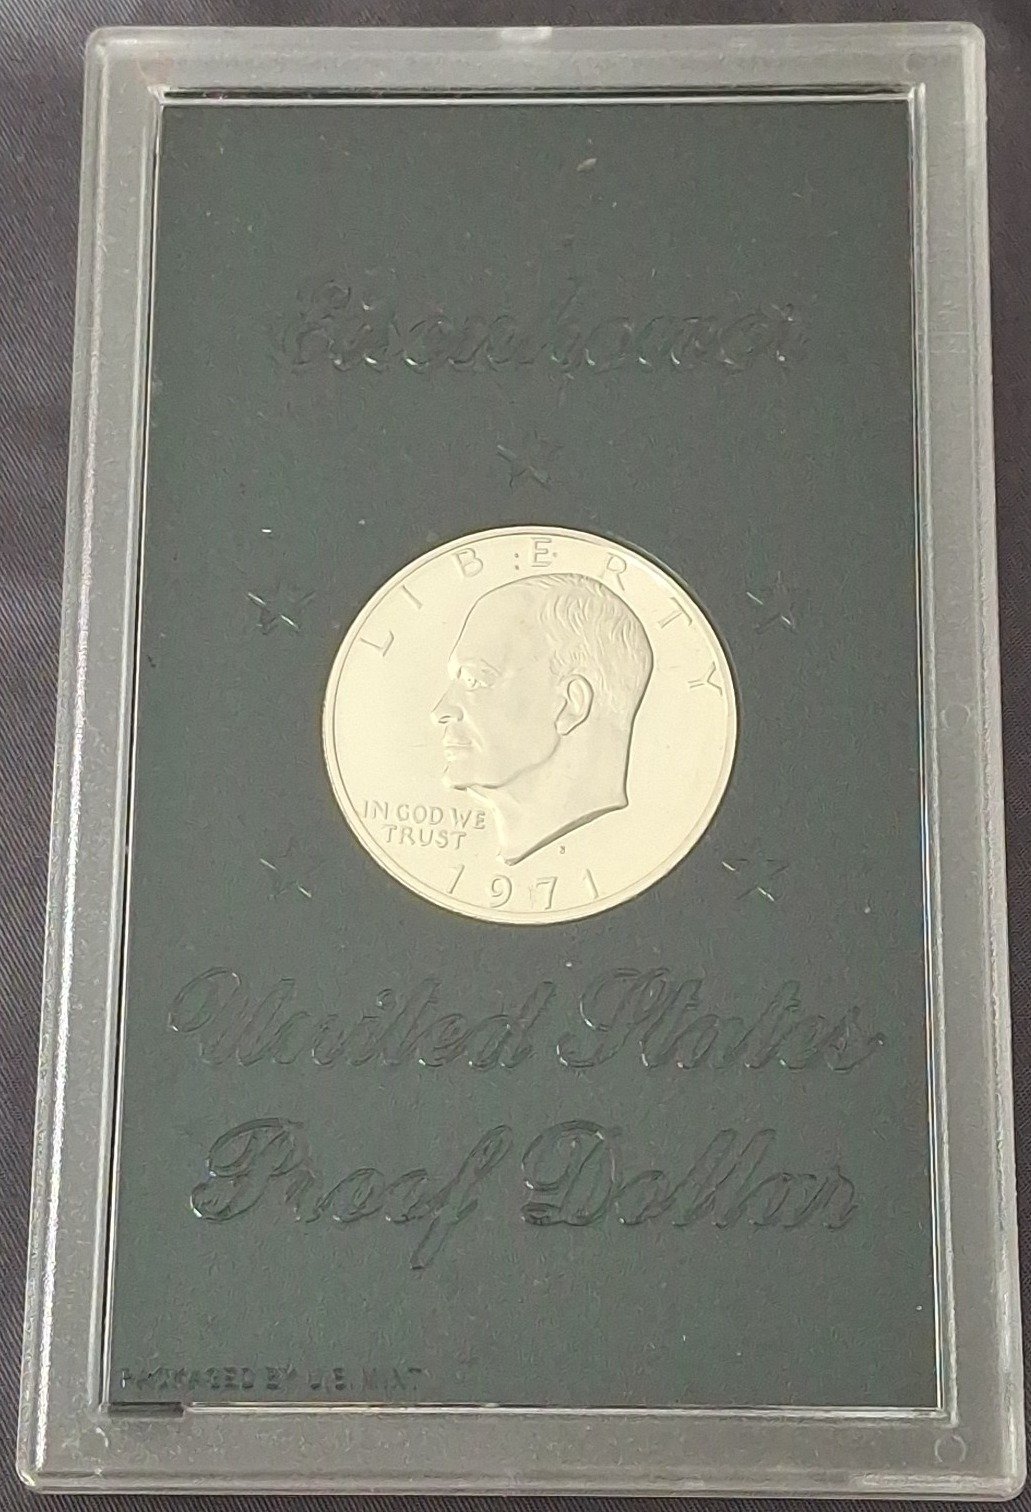 Eisenhower
LIBERTY
IN GOD WE
TRUST
S
1971
United States
Proof Dollar
PACKAGED BY U.S. MINT